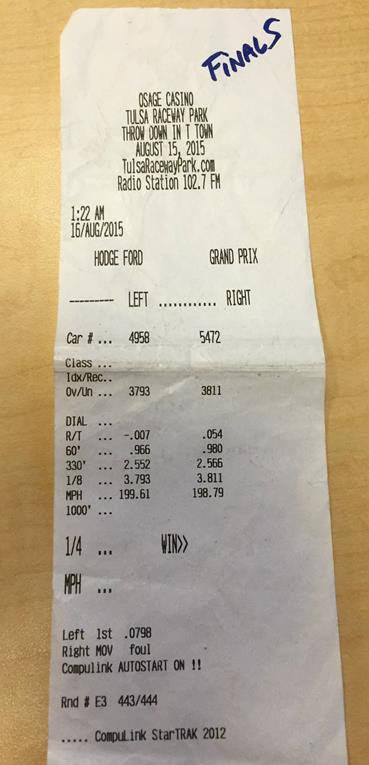 FINALS
OSAGE CASINO
TULSA RACEWAY PARK
THROW DOWN IN T TOWN
AUGUST 15, 2015
TulsaRacewayPark.com
Radio Station 102.7 FM
1:22 AM
16/AUG/2015
HODGE FORD GRAND PRIX
--------- LEFT ............ RIGHT
Car # ... 4958 5472
Class ...
Idx/Rec..
Ov/Un ... 3793 3811
DIAL ...
R/T ... -.007 .054
60' ... .966 .980
330' ... 2.552 2.566
1/8 ... 3.793 3.811
MPH ... 199.61 198.79
1000' ...
1/4 ... WIN>>
MPH ...
Left 1st .0798
Right MOV foul
Compulink AUTOSTART ON !!
Rnd # E3 443/444
..... CompuLink StarTRAK 2012